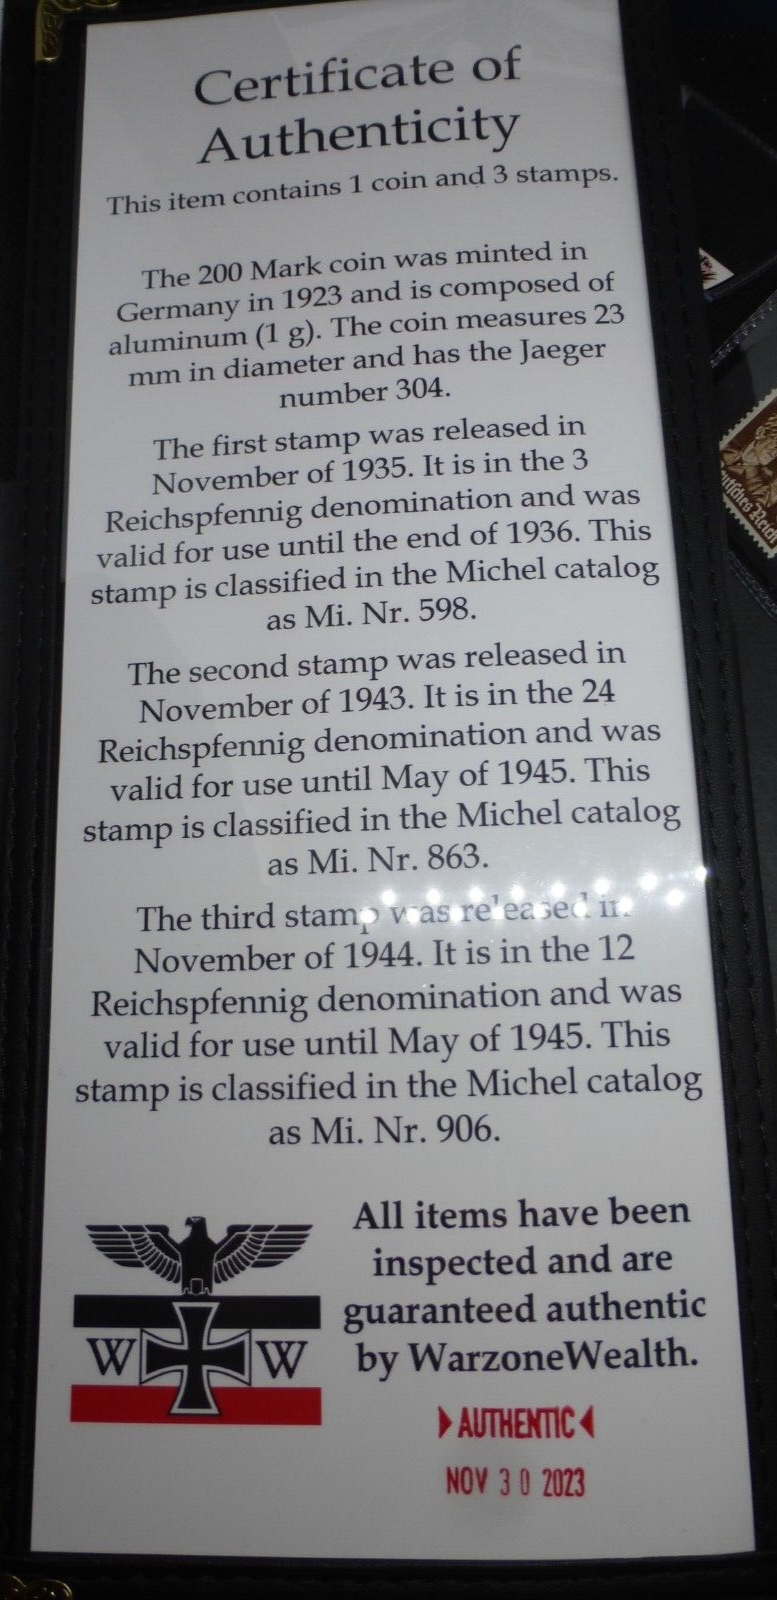 Certificate of
Authenticity
This item contains 1 coin and 3 stamps.
The 200 Mark coin was minted in
Germany in 1923 and is composed of
aluminum (1 g). The coin measures 23
mm in diameter and has the Jaeger
number 304.
The first stamp was released in
November of 1935. It is in the 3
Reichspfennig denomination and was
valid for use until the end of 1936. This
stamp is classified in the Michel catalog
as Mi. Nr. 598.
The second stamp was released in
November of 1943. It is in the 24
Reichspfennig denomination and was
valid for use until May of 1945. This
stamp is classified in the Michel catalog
as Mi. Nr. 863.
The third stamp was released in
November of 1944. It is in the 12
Reichspfennig denomination and was
valid for use until May of 1945. This
stamp is classified in the Michel catalog
as Mi. Nr. 906.
W W
All items have been
inspected and are
guaranteed authentic
by WarzoneWealth.
AUTHENTIC
NOV 30 2023
Reich